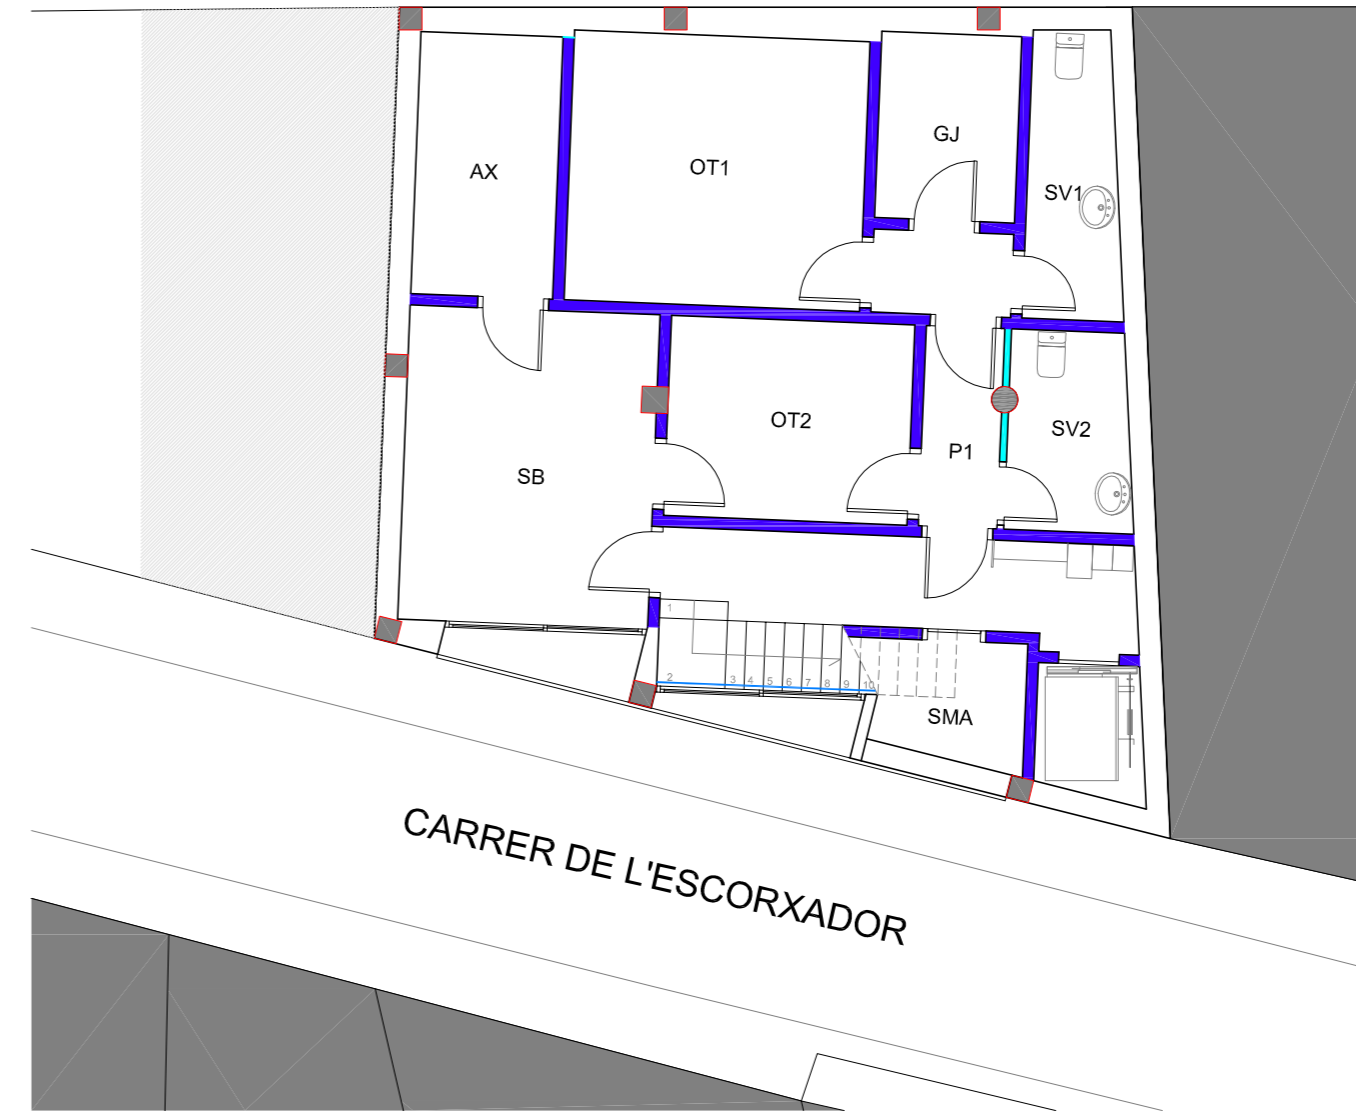 GJ
AX
OT1
SV1
OT2
SV2
P1
SB
1
2
3 4 5 6 7 8 9 10
SMA
CARRER DE L'ESCORXADOR